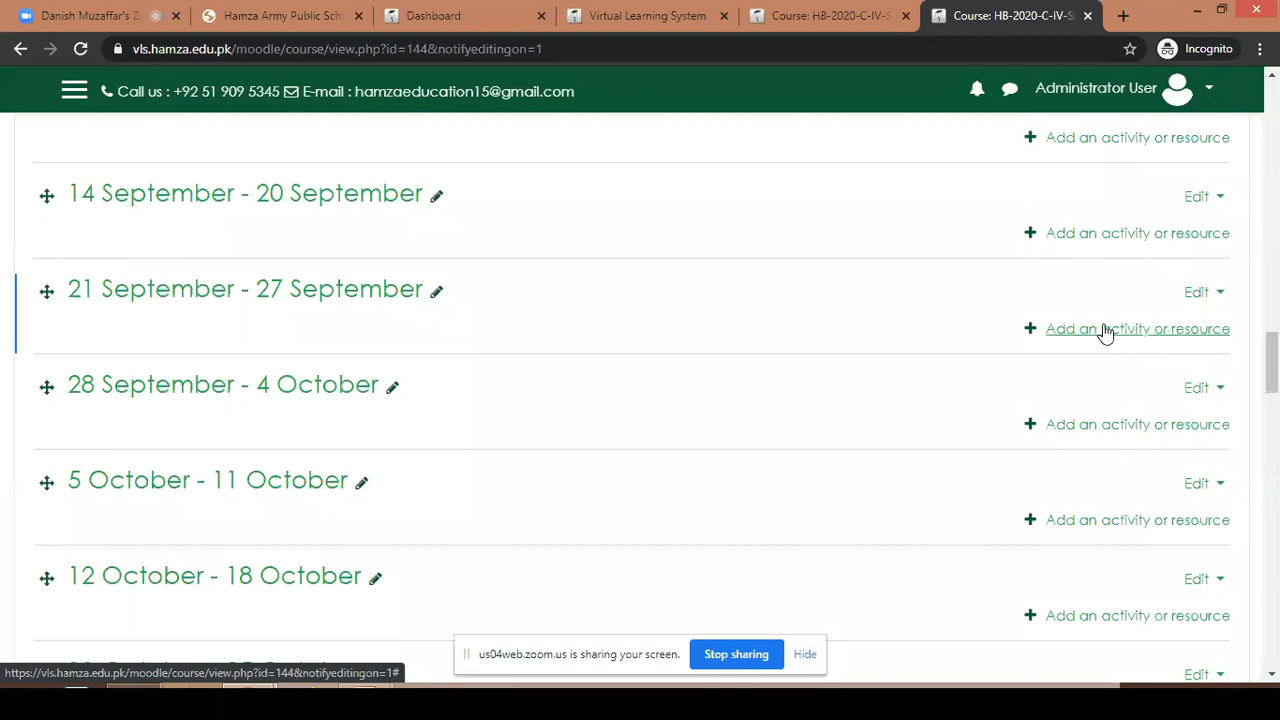 Danish Muzaffar's Z
Hamza Army Public Sch
Dashboard
Virtual Learning System
Course: HB-2020-C-IV-S
Course: HB-2020-C-IV-S
vls.hamza.edu.pk/moodle/course/view.php?id=144&notifyeditingon=1
Incognito
Call us : +92 51 909 5345 E-mail : hamzaeducation15@gmail.com
Administrator User
Add an activity or resource
14 September - 20 September
Edit
Add an activity or resource
21 September - 27 September
Edit
Add an activity or resource
28 September - 4 October
Edit
Add an activity or resource
5 October - 11 October
Edit
Add an activity or resource
12 October - 18 October
Edit
Add an activity or resource
us04web.zoom.us is sharing your screen. Stop sharing Hide
Edit
https://vls.hamza.edu.pk/moodle/course/view.php?id=144&notifyeditingon=1#